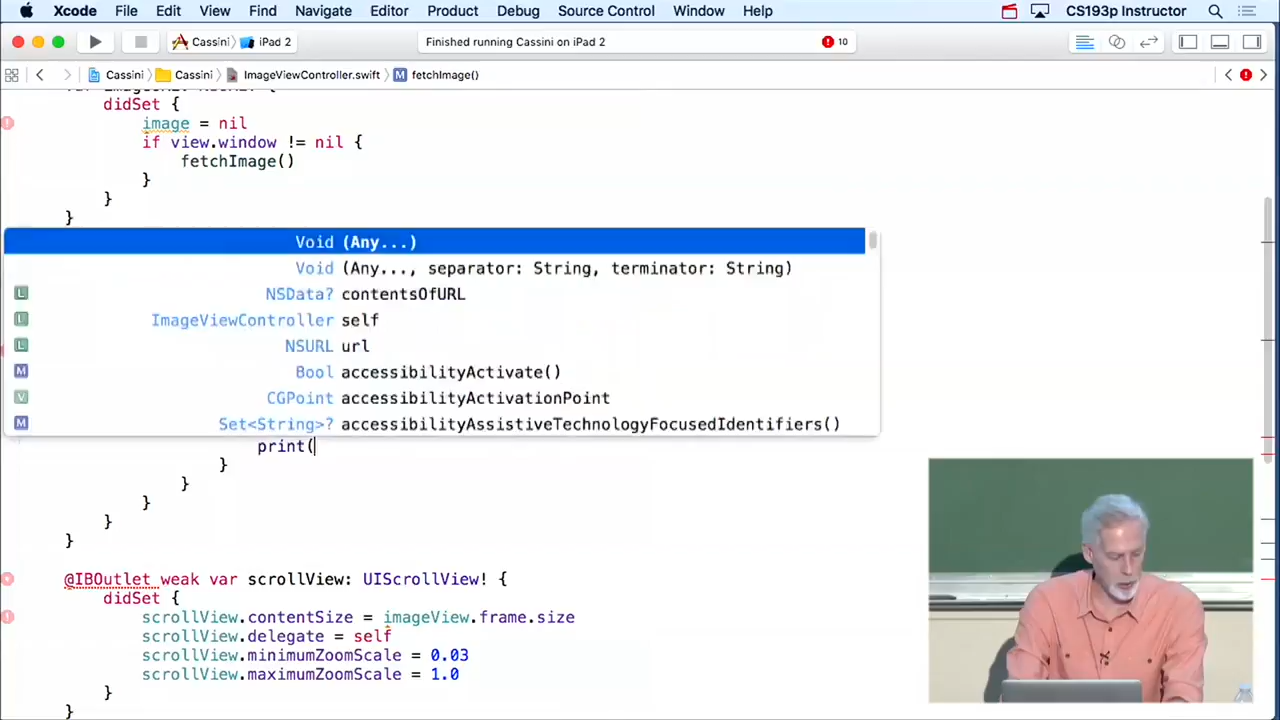 Xcode File Edit View Find Navigate Editor Product Debug Source Control Window Help CS193p Instructor
Cassini iPad 2 Finished running Cassini on iPad 2 10
Cassini Cassini ImageViewController.swift M fetchImage()
didSet {
image = nil
if view.window != nil {
fetchImage()
}
}
}
Void (Any...)
Void (Any..., separator: String, terminator: String)
L NSData? contentsOfURL
L ImageViewController self
L NSURL url
M Bool accessibilityActivate()
V CGPoint accessibilityActivationPoint
M Set<String>? accessibilityAssistiveTechnologyFocusedIdentifiers()
print(
}
}
}
}
}
@IBOutlet weak var scrollView: UIScrollView! {
didSet {
scrollView.contentSize = imageView.frame.size
scrollView.delegate = self
scrollView.minimumZoomScale = 0.03
scrollView.maximumZoomScale = 1.0
}
}